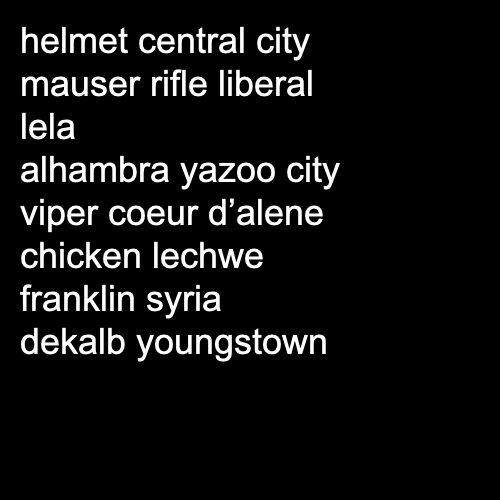 helmet central city
mauser rifle liberal
lela
alhambra yazoo city
viper coeur d’alene
chicken lechwe
franklin syria
dekalb youngstown